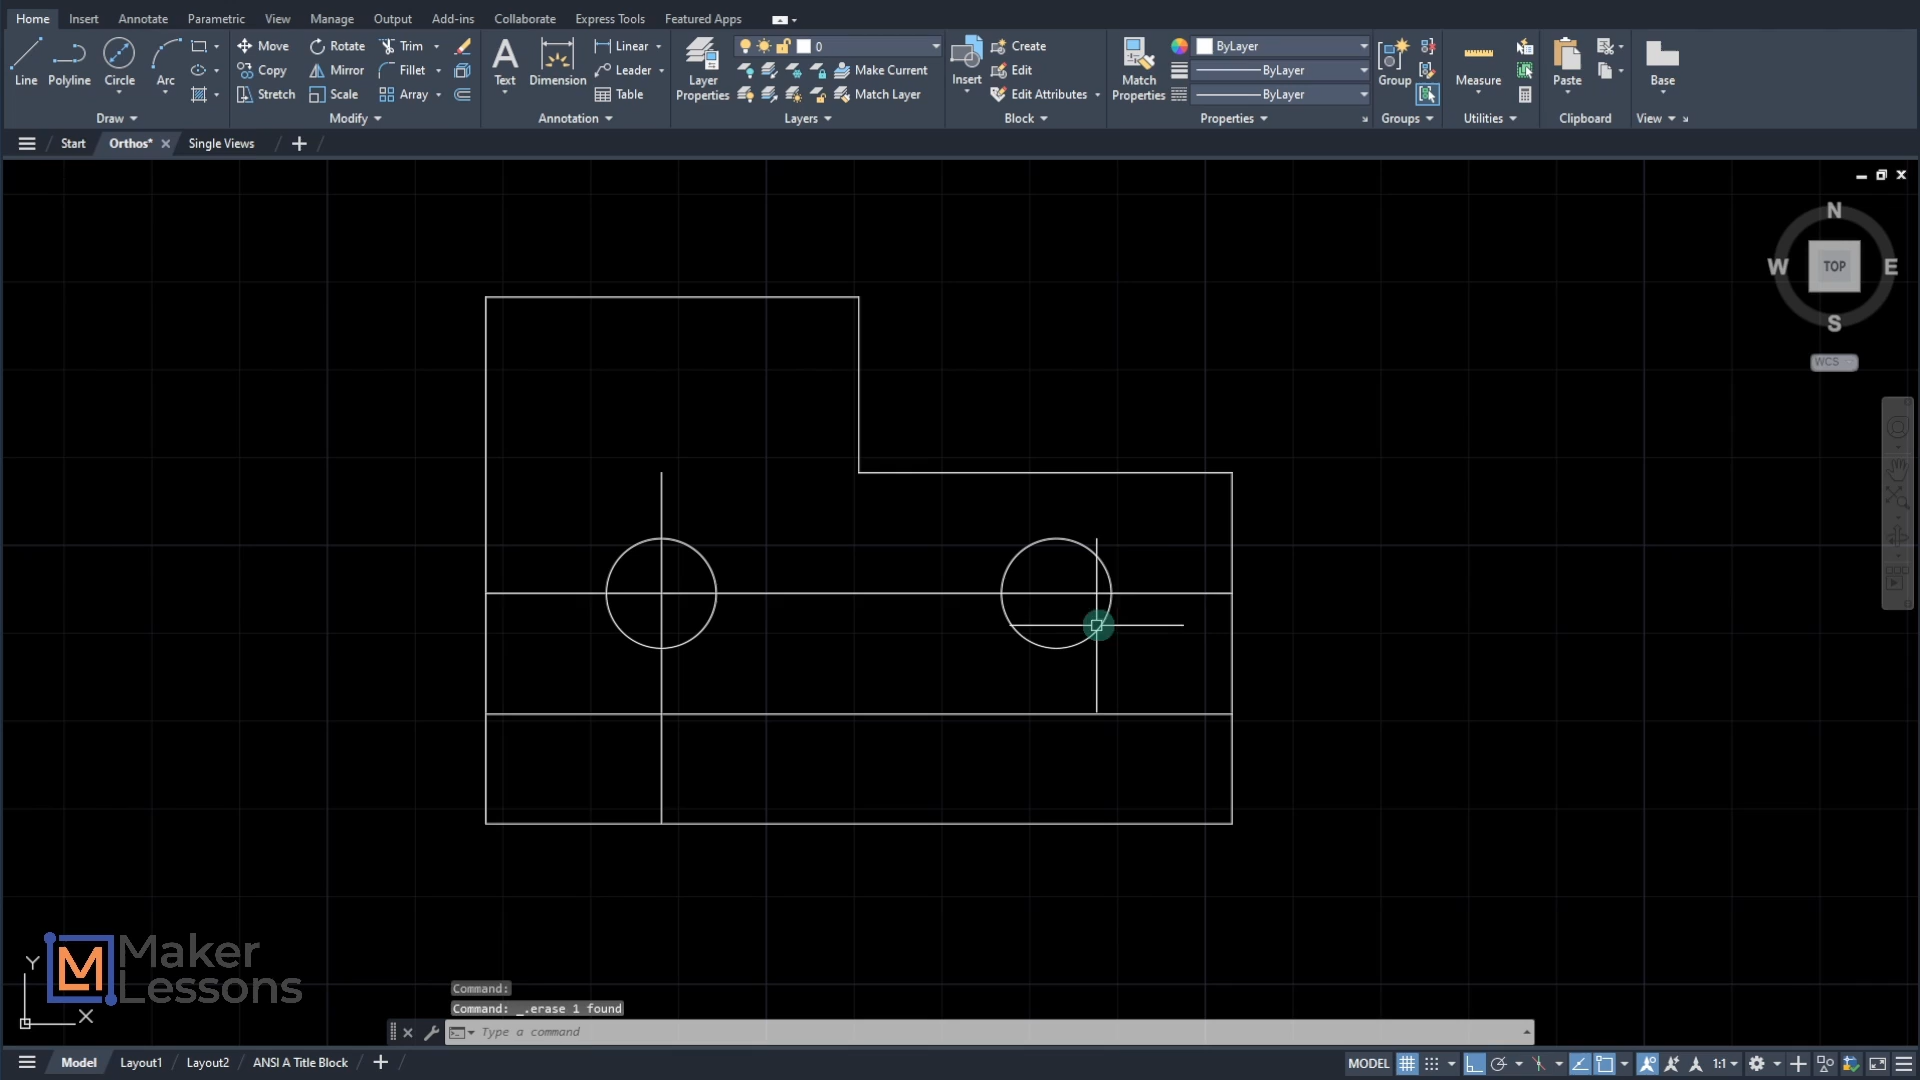 Home Insert Annotate Parametric View Manage Output Add-ins Collaborate Express Tools Featured Apps
Line Polyline Circle Arc
Move Rotate Trim
Copy Mirror Fillet
Stretch Scale Array
Text Dimension
Linear
Leader
Table
Layer Properties
0
Make Current
Match Layer
Insert
Create
Edit
Edit Attributes
Match Properties
ByLayer
ByLayer
ByLayer
Group
Measure
Paste
Base
Draw Modify Annotation Layers Block Properties Groups Utilities Clipboard View
Start Orthos* Single Views
N
W TOP E
S
WCS
Maker
Lessons
M
Y
X
Command:
Command: _.erase 1 found
Type a command
Model Layout1 Layout2 ANSI A Title Block
MODEL 1:1